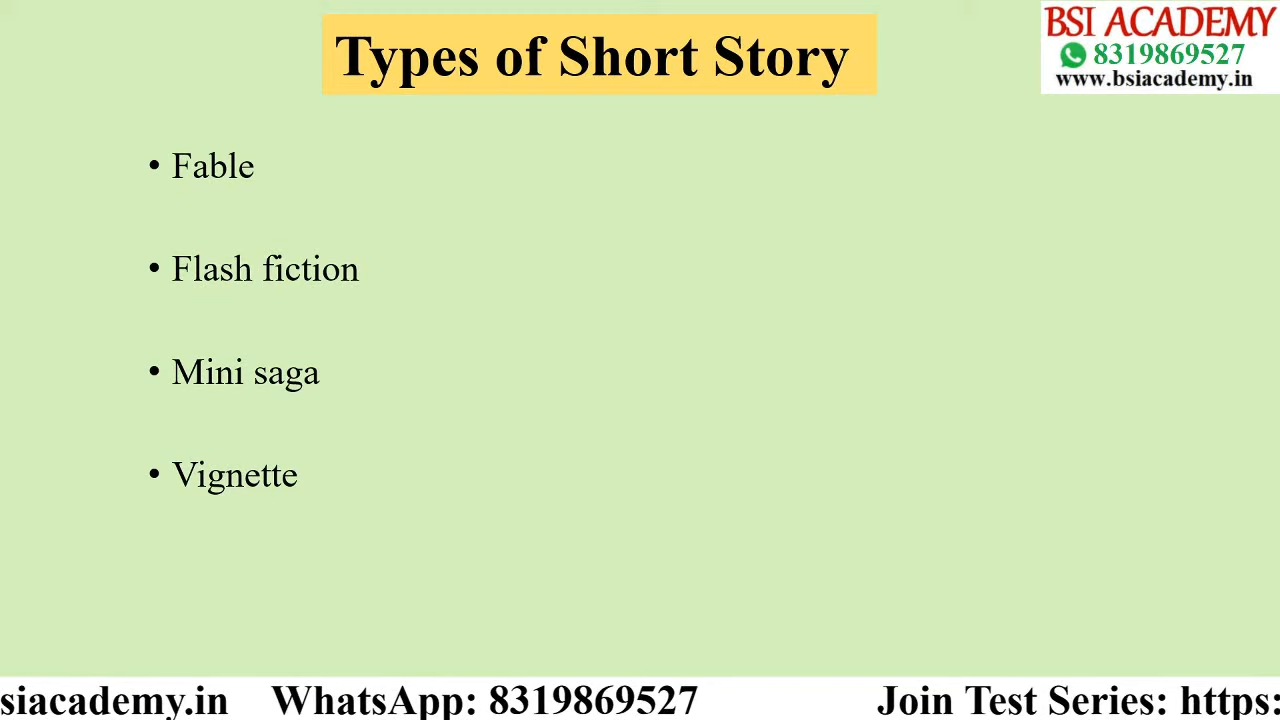 Types of Short Story
BSI ACADEMY
8319869527
www.bsiacademy.in
• Fable
• Flash fiction
• Mini saga
• Vignette
siacademy.in WhatsApp: 8319869527 Join Test Series: https: